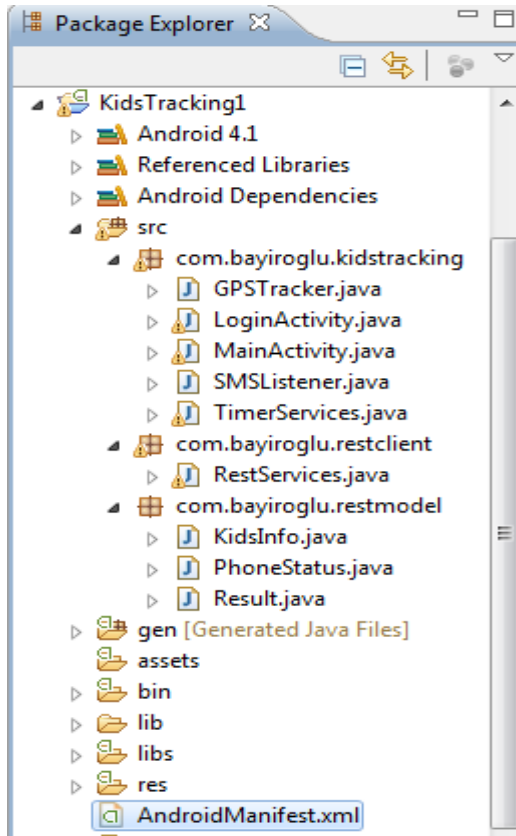 Package Explorer
KidsTracking1
Android 4.1
Referenced Libraries
Android Dependencies
src
com.bayiroglu.kidstracking
GPSTracker.java
LoginActivity.java
MainActivity.java
SMSListener.java
TimerServices.java
com.bayiroglu.restclient
RestServices.java
com.bayiroglu.restmodel
KidsInfo.java
PhoneStatus.java
Result.java
gen [Generated Java Files]
assets
bin
lib
libs
res
AndroidManifest.xml